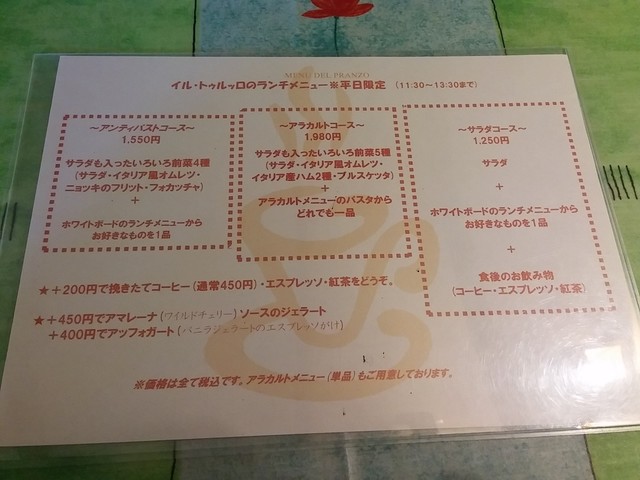 MENU DEL PRANZO
イル・トゥルッロのランチメニュー※平日限定 (11:30～13:30まで)
～アンティパストコース～
1.550円
サラダも入ったいろいろ前菜4種
(サラダ・イタリア風オムレツ・
ニョッキのフリット・フォカッチャ)
+
ホワイトボードのランチメニューから
お好きなものを1品
～アラカルトコース～
1.980円
サラダも入ったいろいろ前菜5種
(サラダ・イタリア風オムレツ・
イタリア産ハム2種・ブルスケッタ)
+
アラカルトメニューのパスタから
どれでも一品
～サラダコース～
1.250円
サラダ
+
ホワイトボードのランチメニューから
お好きなものを1品
+
食後のお飲み物
(コーヒー・エスプレッソ・紅茶)
★+200円で挽きたてコーヒー(通常450円)・エスプレッソ・紅茶をどうぞ。
★+450円でアマレーナ(ワイルドチェリー)ソースのジェラート
+400円でアッフォガート(バニラジェラートのエスプレッソがけ)
※価格は全て税込です。アラカルトメニュー(単品)もご用意しております。